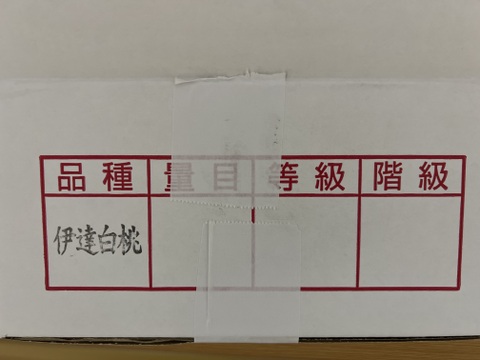 品種 量目 等級 階級
伊達白桃